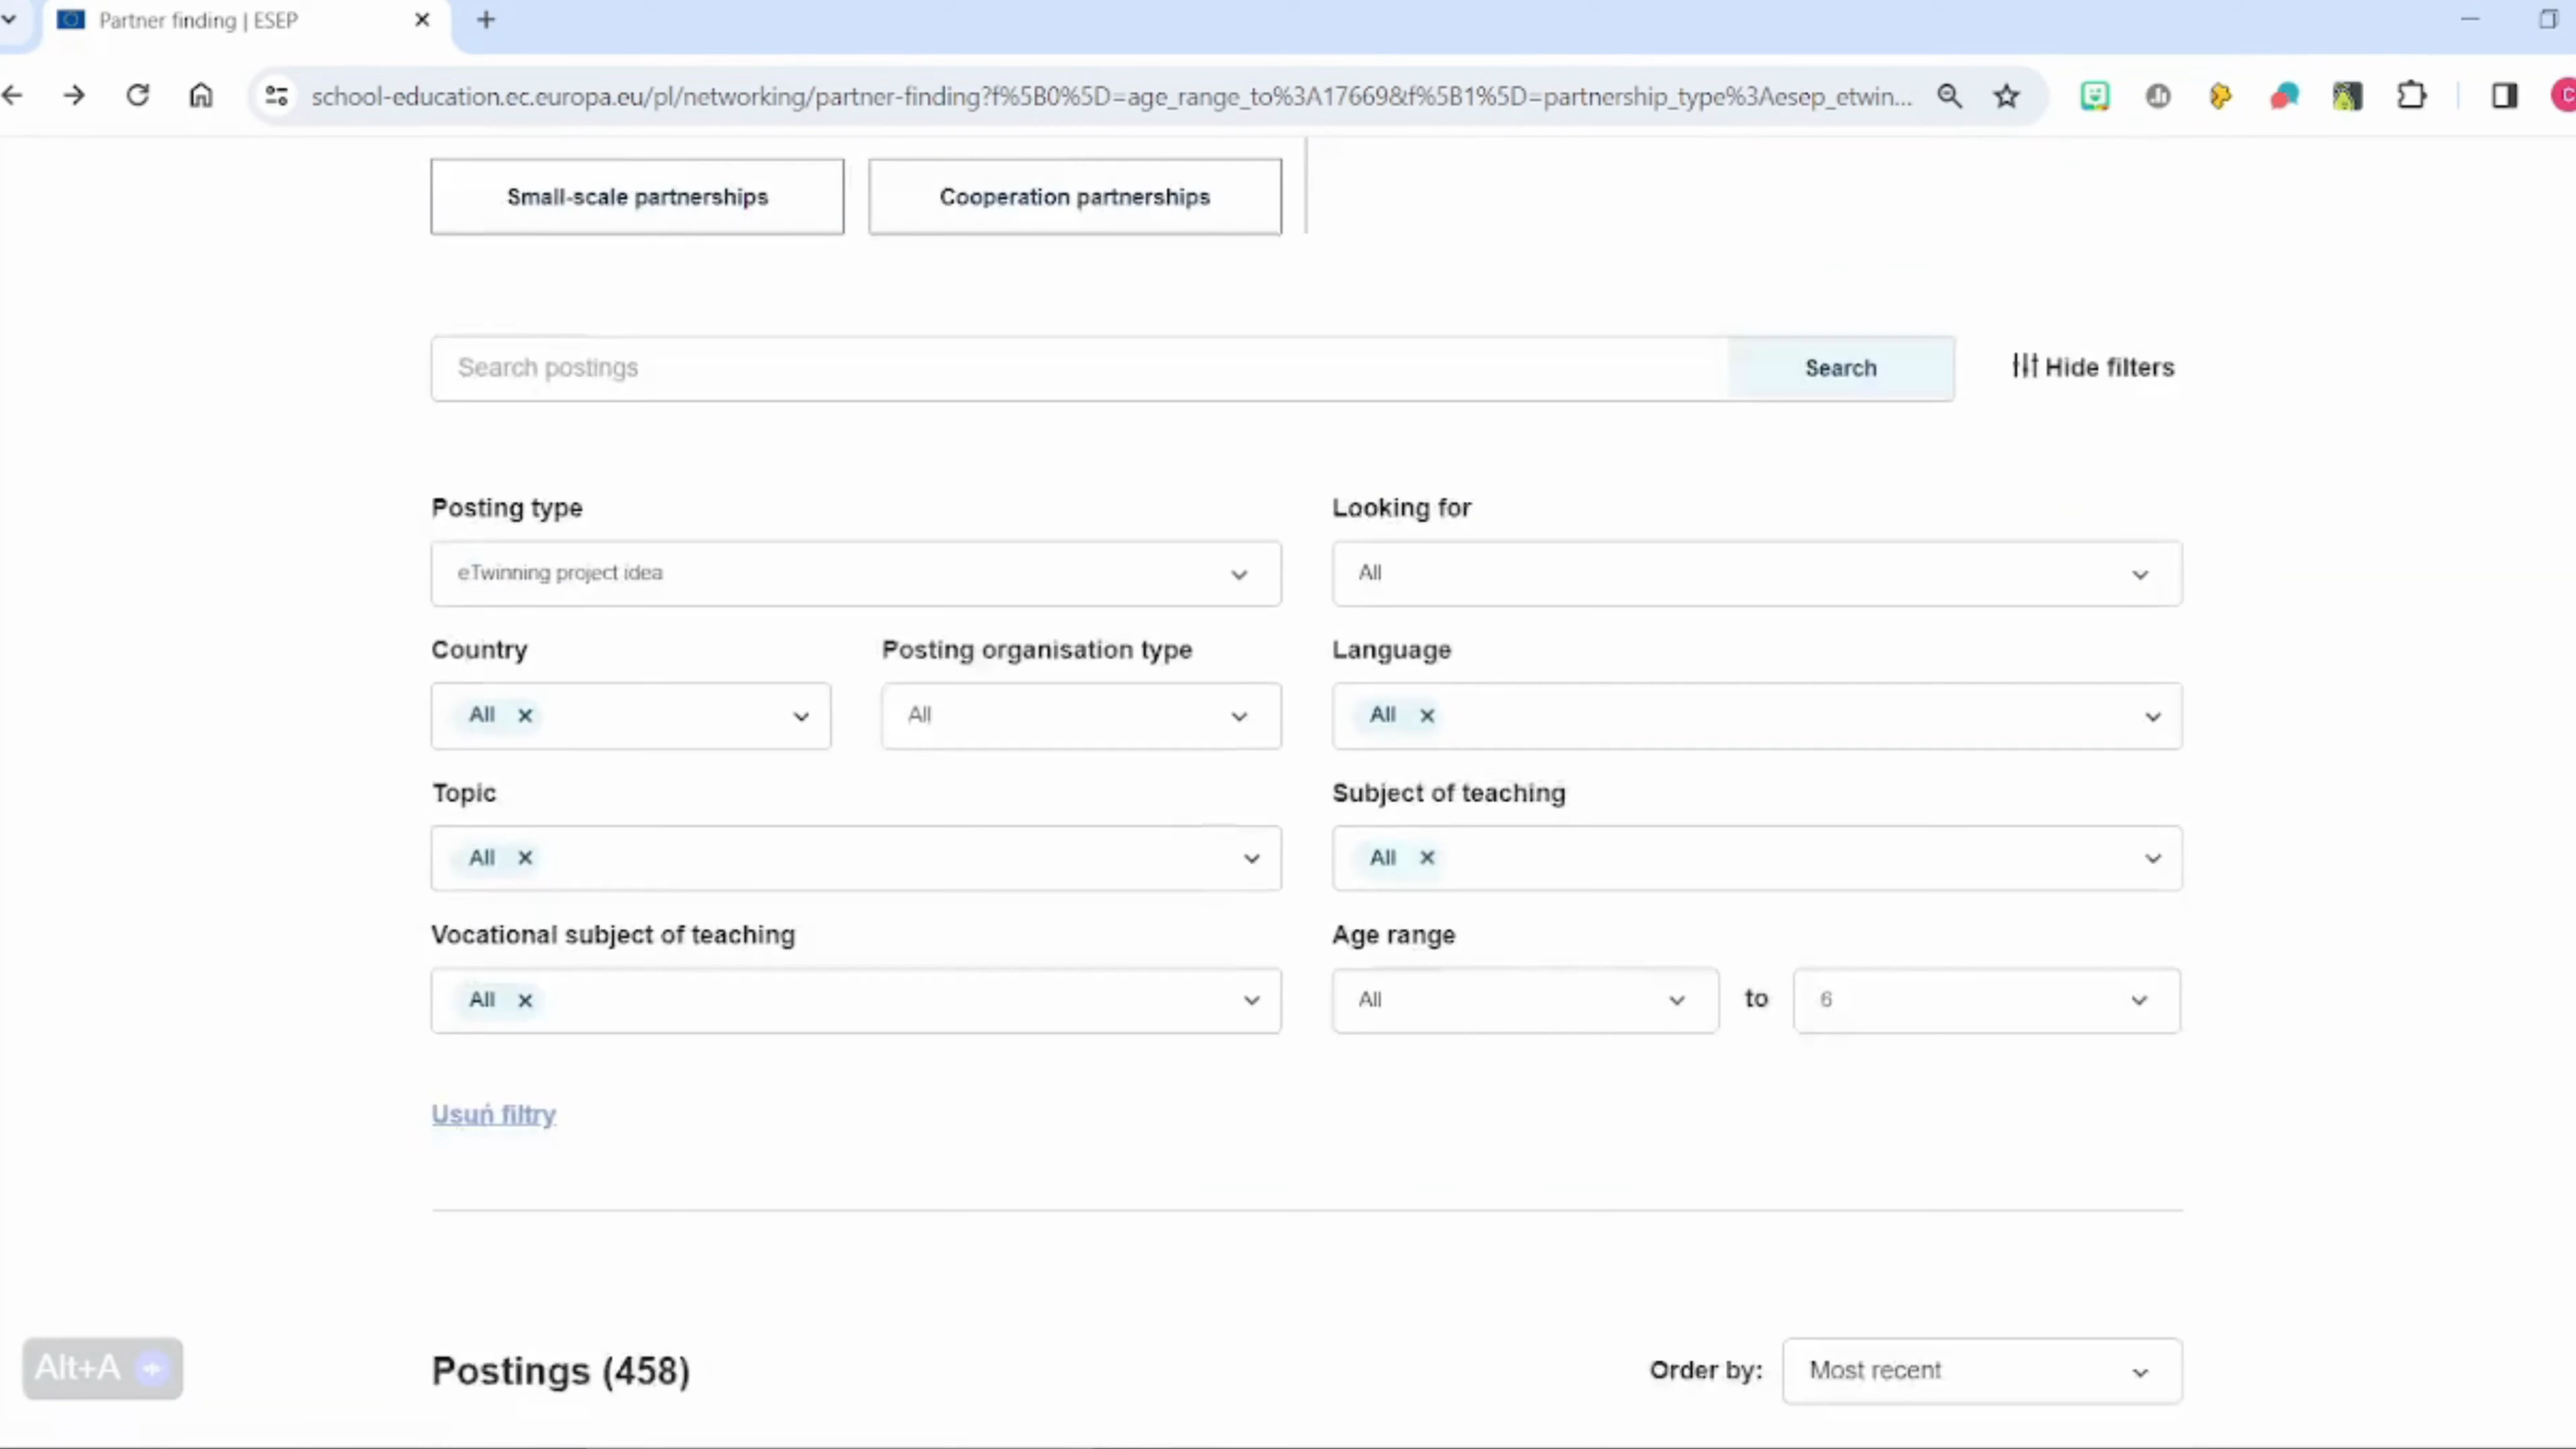 Partner finding | ESEP
school-education.ec.europa.eu/pl/networking/partner-finding?f%5B0%5D=age_range_to%3A17669&f%5B1%5D=partnership_type%3Aesep_etwin...
Small-scale partnerships
Cooperation partnerships
Search postings
Search
Hide filters
Posting type
Looking for
eTwinning project idea
All
Country
Posting organisation type
Language
All
All
All
Topic
Subject of teaching
All
All
Vocational subject of teaching
Age range
All
All
to
6
Usuń filtry
Alt+A
Postings (458)
Order by:
Most recent